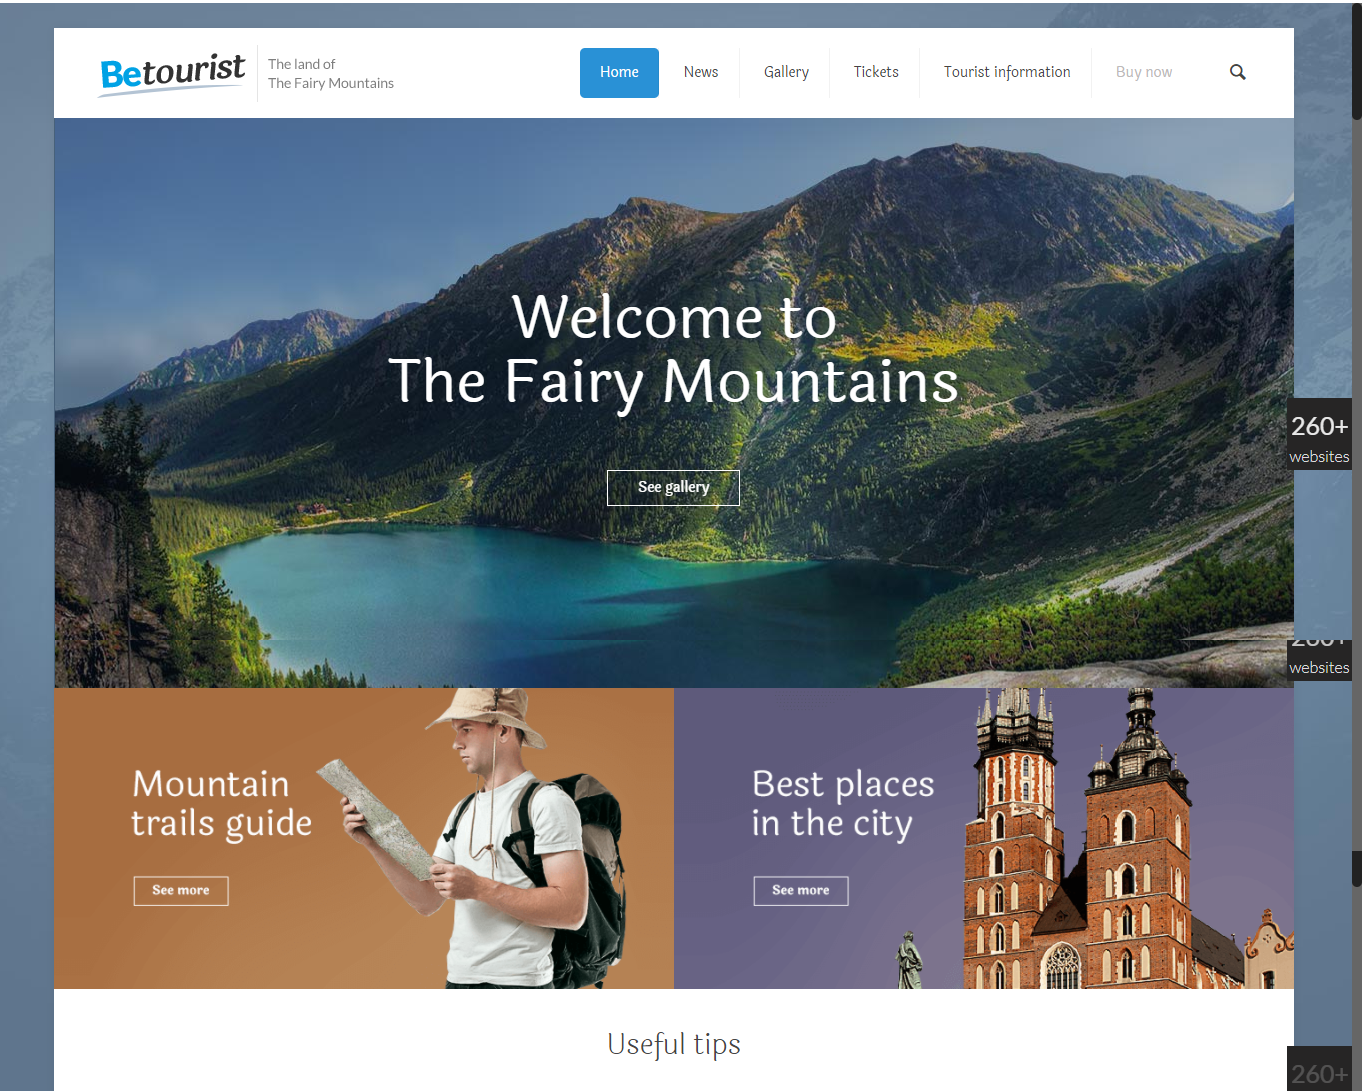 Betourist
The land of
The Fairy Mountains
Home
News
Gallery
Tickets
Tourist information
Buy now
Welcome to
The Fairy Mountains
See gallery
260+
websites
260+
websites
Mountain
trails guide
See more
Best places
in the city
See more
Useful tips
260+